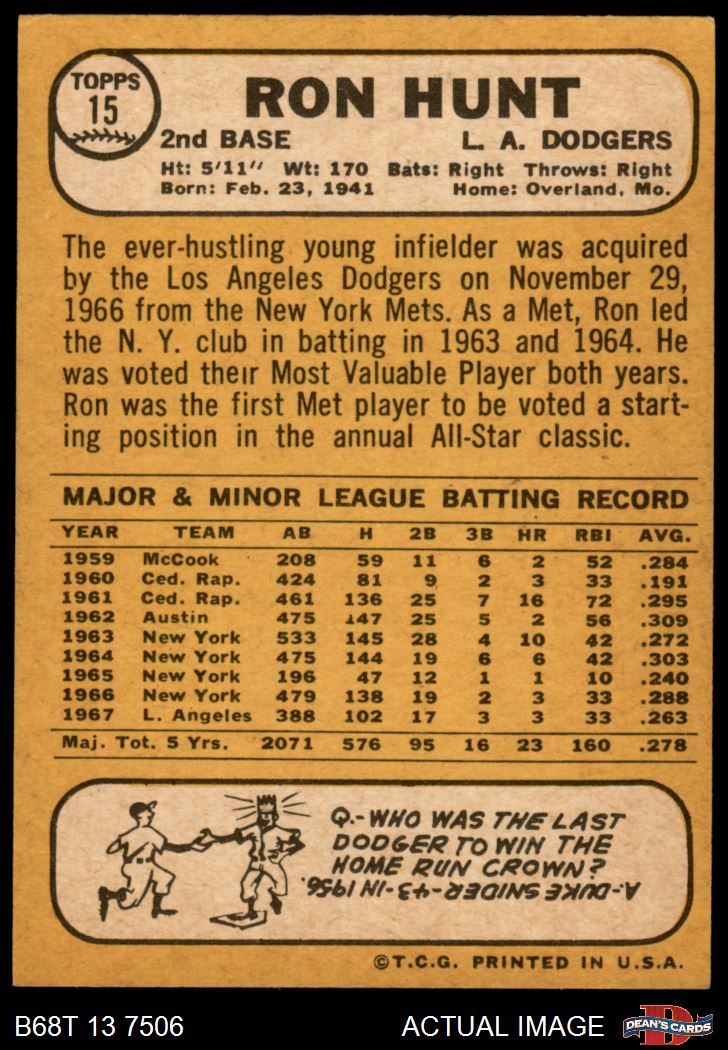 TOPPS
15
RON HUNT
2nd BASE L. A. DODGERS
Ht: 5'11" Wt: 170 Bats: Right Throws: Right
Born: Feb. 23, 1941 Home: Overland, Mo.
The ever-hustling young infielder was acquired
by the Los Angeles Dodgers on November 29,
1966 from the New York Mets. As a Met, Ron led
the N. Y. club in batting in 1963 and 1964. He
was voted their Most Valuable Player both years.
Ron was the first Met player to be voted a start-
ing position in the annual All-Star classic.
MAJOR & MINOR LEAGUE BATTING RECORD
YEAR TEAM AB H 2B 3B HR RBI AVG.
1959 McCook 208 59 11 6 2 52 .284
1960 Ced. Rap. 424 81 9 2 3 33 .191
1961 Ced. Rap. 461 136 25 7 16 72 .295
1962 Austin 475 147 25 5 2 56 .309
1963 New York 533 145 28 4 10 42 .272
1964 New York 475 144 19 6 6 42 .303
1965 New York 196 47 12 1 1 10 .240
1966 New York 479 138 19 2 3 33 .288
1967 L. Angeles 388 102 17 3 3 33 .263
Maj. Tot. 5 Yrs. 2071 576 95 16 23 160 .278
Q.-WHO WAS THE LAST
DODGER TO WIN THE
HOME RUN CROWN?
A.-DUKE SNIDER-43-IN 1956.
©T.C.G. PRINTED IN U.S.A.
B68T 13 7506 ACTUAL IMAGE
D
DEAN'S CARDS